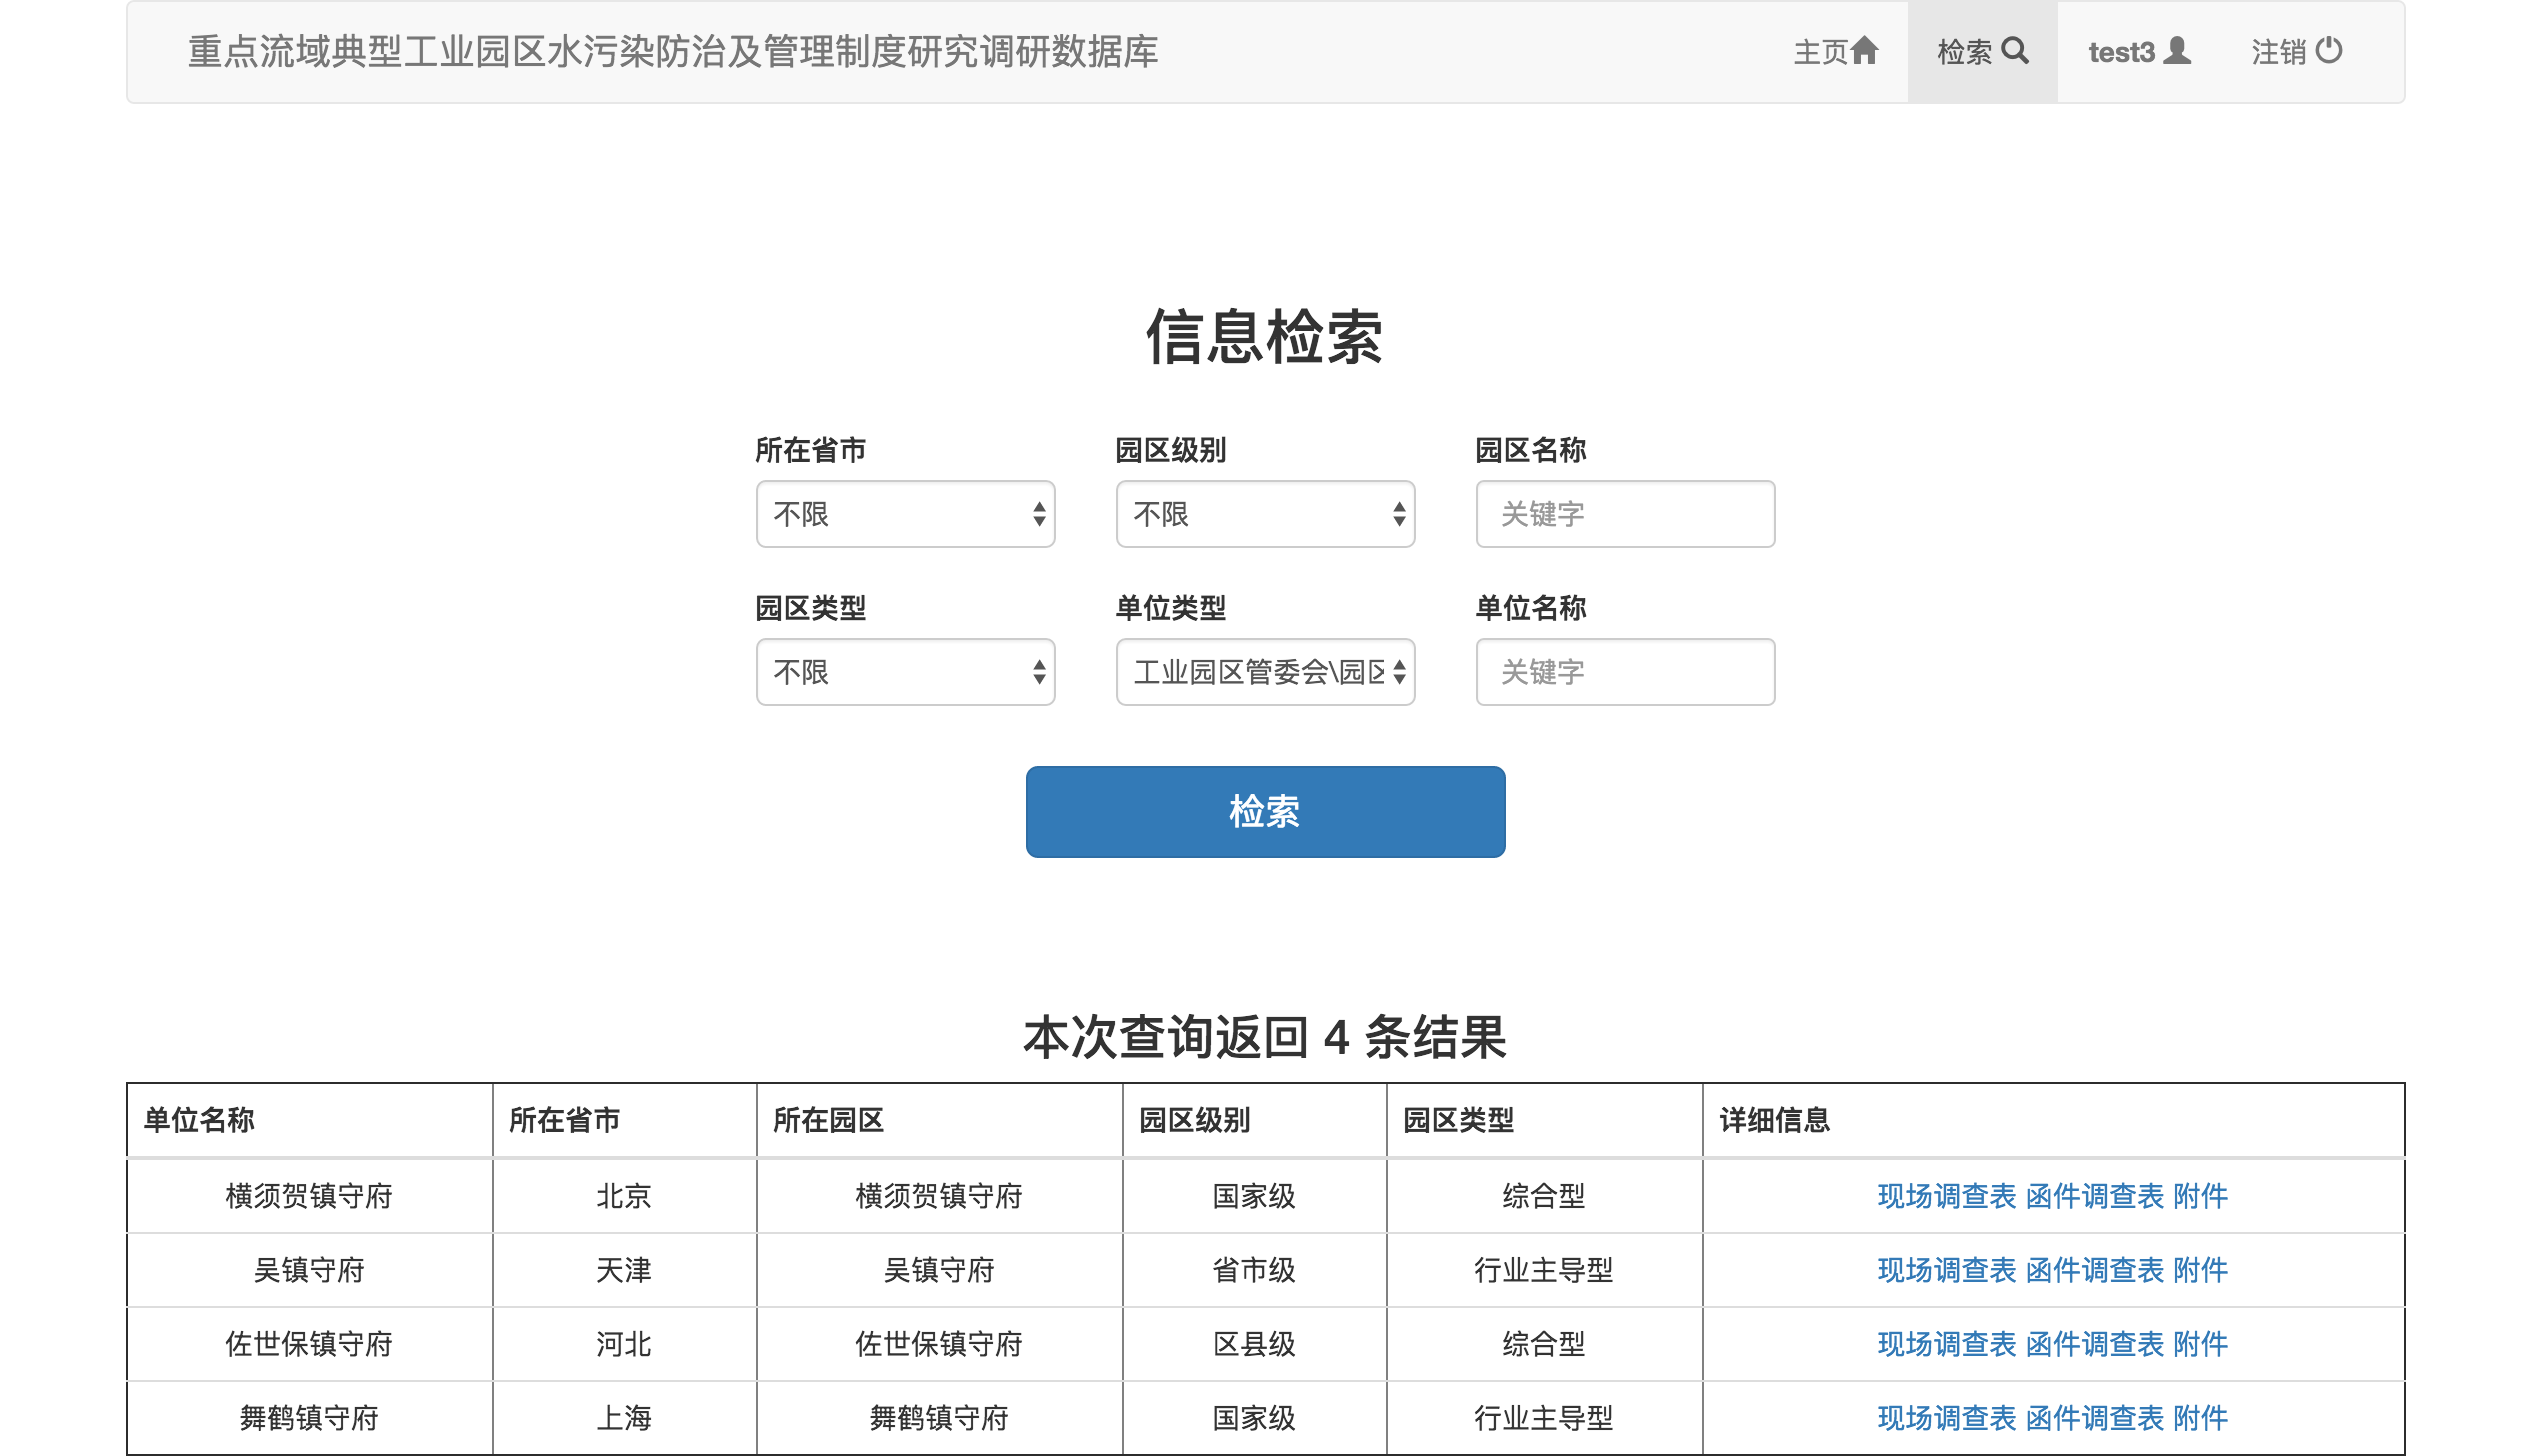 重点流域典型工业园区水污染防治及管理制度研究调研数据库 主页 检索 test3 注销
信息检索
所在省市 园区级别 园区名称
不限 不限 关键字
园区类型 单位类型 单位名称
不限 工业园区管委会\园区 关键字
检索
本次查询返回 4 条结果
单位名称 所在省市 所在园区 园区级别 园区类型 详细信息
横须贺镇守府 北京 横须贺镇守府 国家级 综合型 现场调查表 函件调查表 附件
吴镇守府 天津 吴镇守府 省市级 行业主导型 现场调查表 函件调查表 附件
佐世保镇守府 河北 佐世保镇守府 区县级 综合型 现场调查表 函件调查表 附件
舞鹤镇守府 上海 舞鹤镇守府 国家级 行业主导型 现场调查表 函件调查表 附件